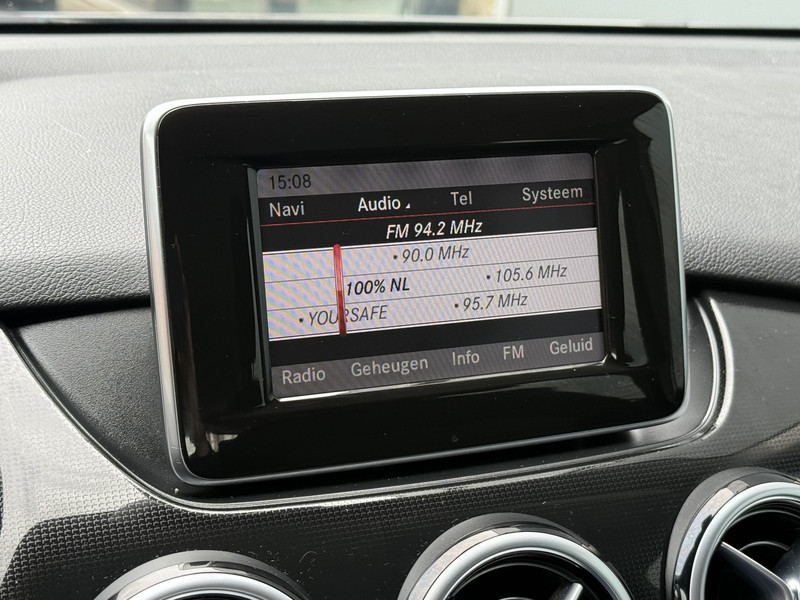 15:08
Navi Audio Tel Systeem
FM 94.2 MHz
• 90.0 MHz
100% NL • 105.6 MHz
• YOURSAFE • 95.7 MHz
Radio Geheugen Info FM Geluid